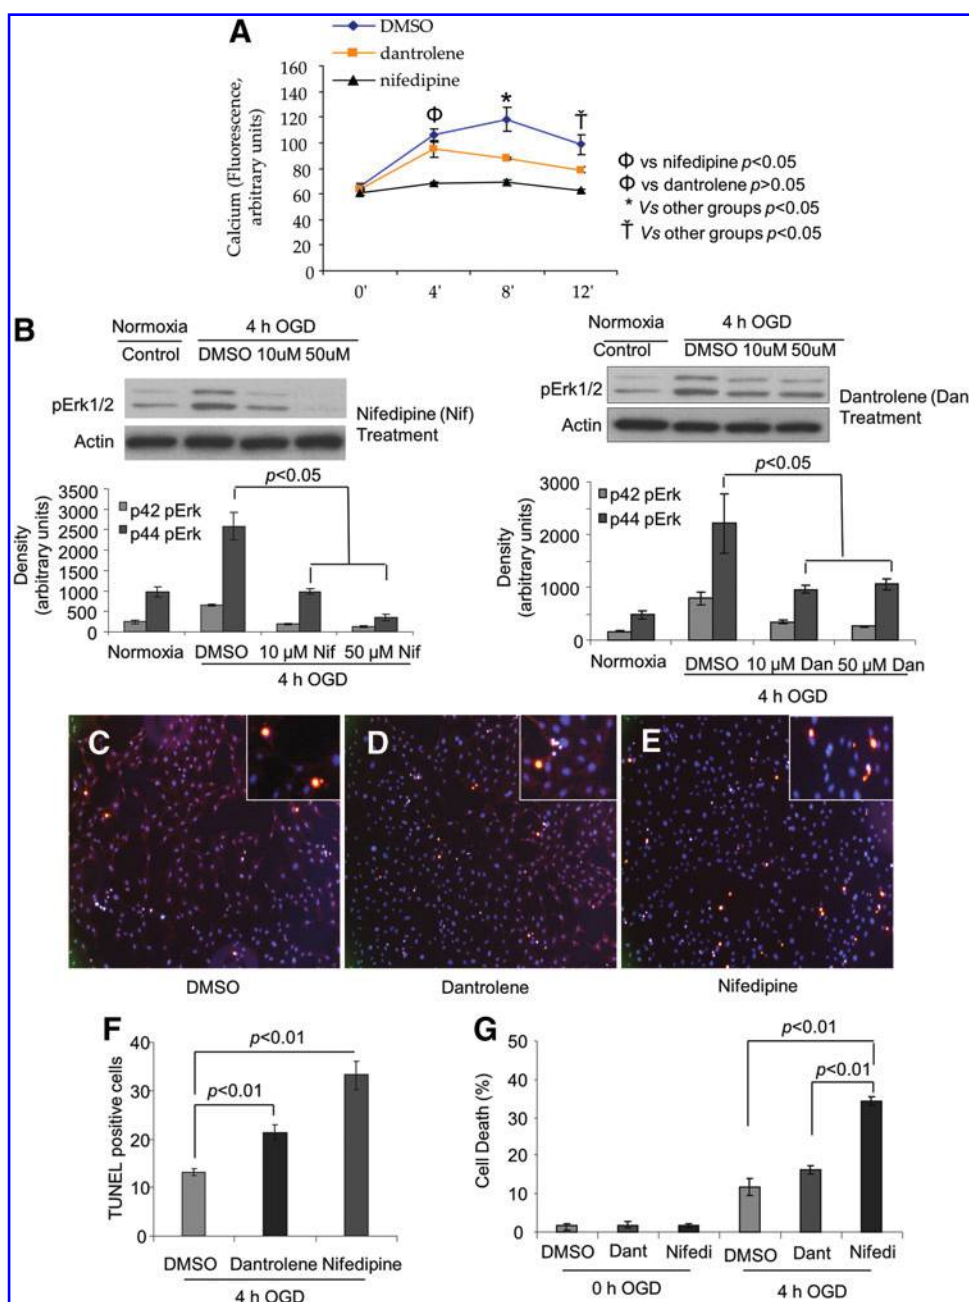 A
DMSO
dantrolene
nifedipine
Calcium (Fluorescence, arbitrary units)
160
140
120
100
80
60
40
20
0
Φ
*
Ť
0' 4' 8' 12'
Φ vs nifedipine p<0.05
Φ vs dantrolene p>0.05
* Vs other groups p<0.05
Ť Vs other groups p<0.05
B
Normoxia 4 h OGD
Control DMSO 10uM 50uM
pErk1/2
Actin
Nifedipine (Nif)
Treatment
Density
(arbitrary units)
3500
3000
2500
2000
1500
1000
500
0
p42 pErk
p44 pErk
p<0.05
Normoxia DMSO 10 µM Nif 50 µM Nif
4 h OGD
Normoxia 4 h OGD
Control DMSO 10uM 50uM
pErk1/2
Actin
Dantrolene (Dan
Treatment
Density
(arbitrary units)
3000
2000
1000
0
p42 pErk
p44 pErk
p<0.05
Normoxia DMSO 10 µM Dan 50 µM Dan
4 h OGD
C
D
E
DMSO
Dantrolene
Nifedipine
F
TUNEL positive cells
40
30
20
10
0
p<0.01
p<0.01
DMSO Dantrolene Nifedipine
4 h OGD
G
Cell Death (%)
50
40
30
20
10
0
p<0.01
p<0.01
DMSO Dant Nifedi DMSO Dant Nifedi
0 h OGD 4 h OGD